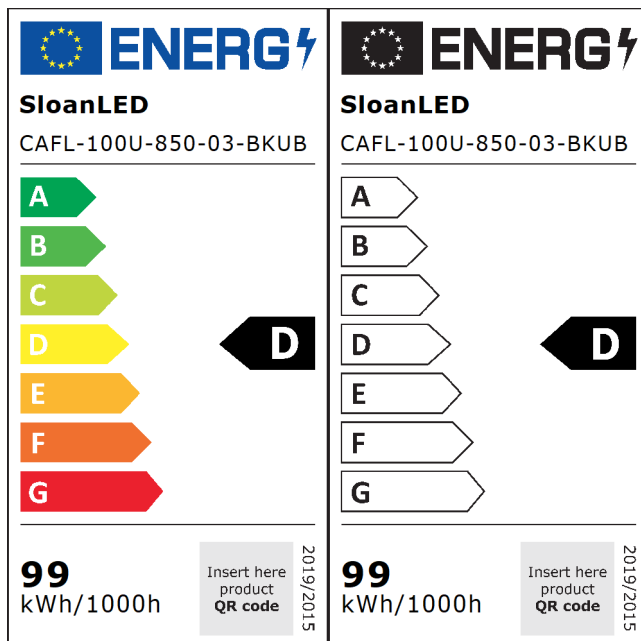 ENERG
SloanLED
CAFL-100U-850-03-BKUB
A
B
C
D
D
E
F
G
99
kWh/1000h
Insert here
product
QR code
2019/2015
ENERG
SloanLED
CAFL-100U-850-03-BKUB
A
B
C
D
D
E
F
G
99
kWh/1000h
Insert here
product
QR code
2019/2015